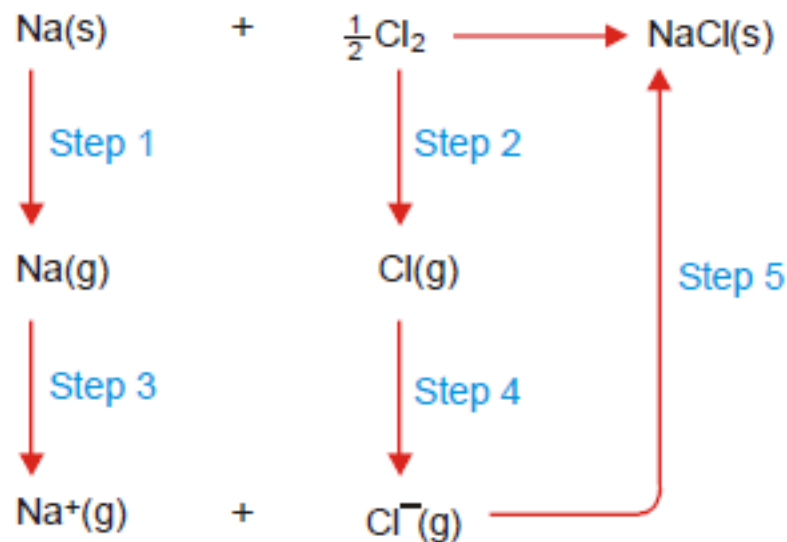 Na(s) + ½Cl₂ NaCl(s)
Step 1 Step 2
Na(g) Cl(g) Step 5
Step 3 Step 4
Na⁺(g) + Cl⁻(g)